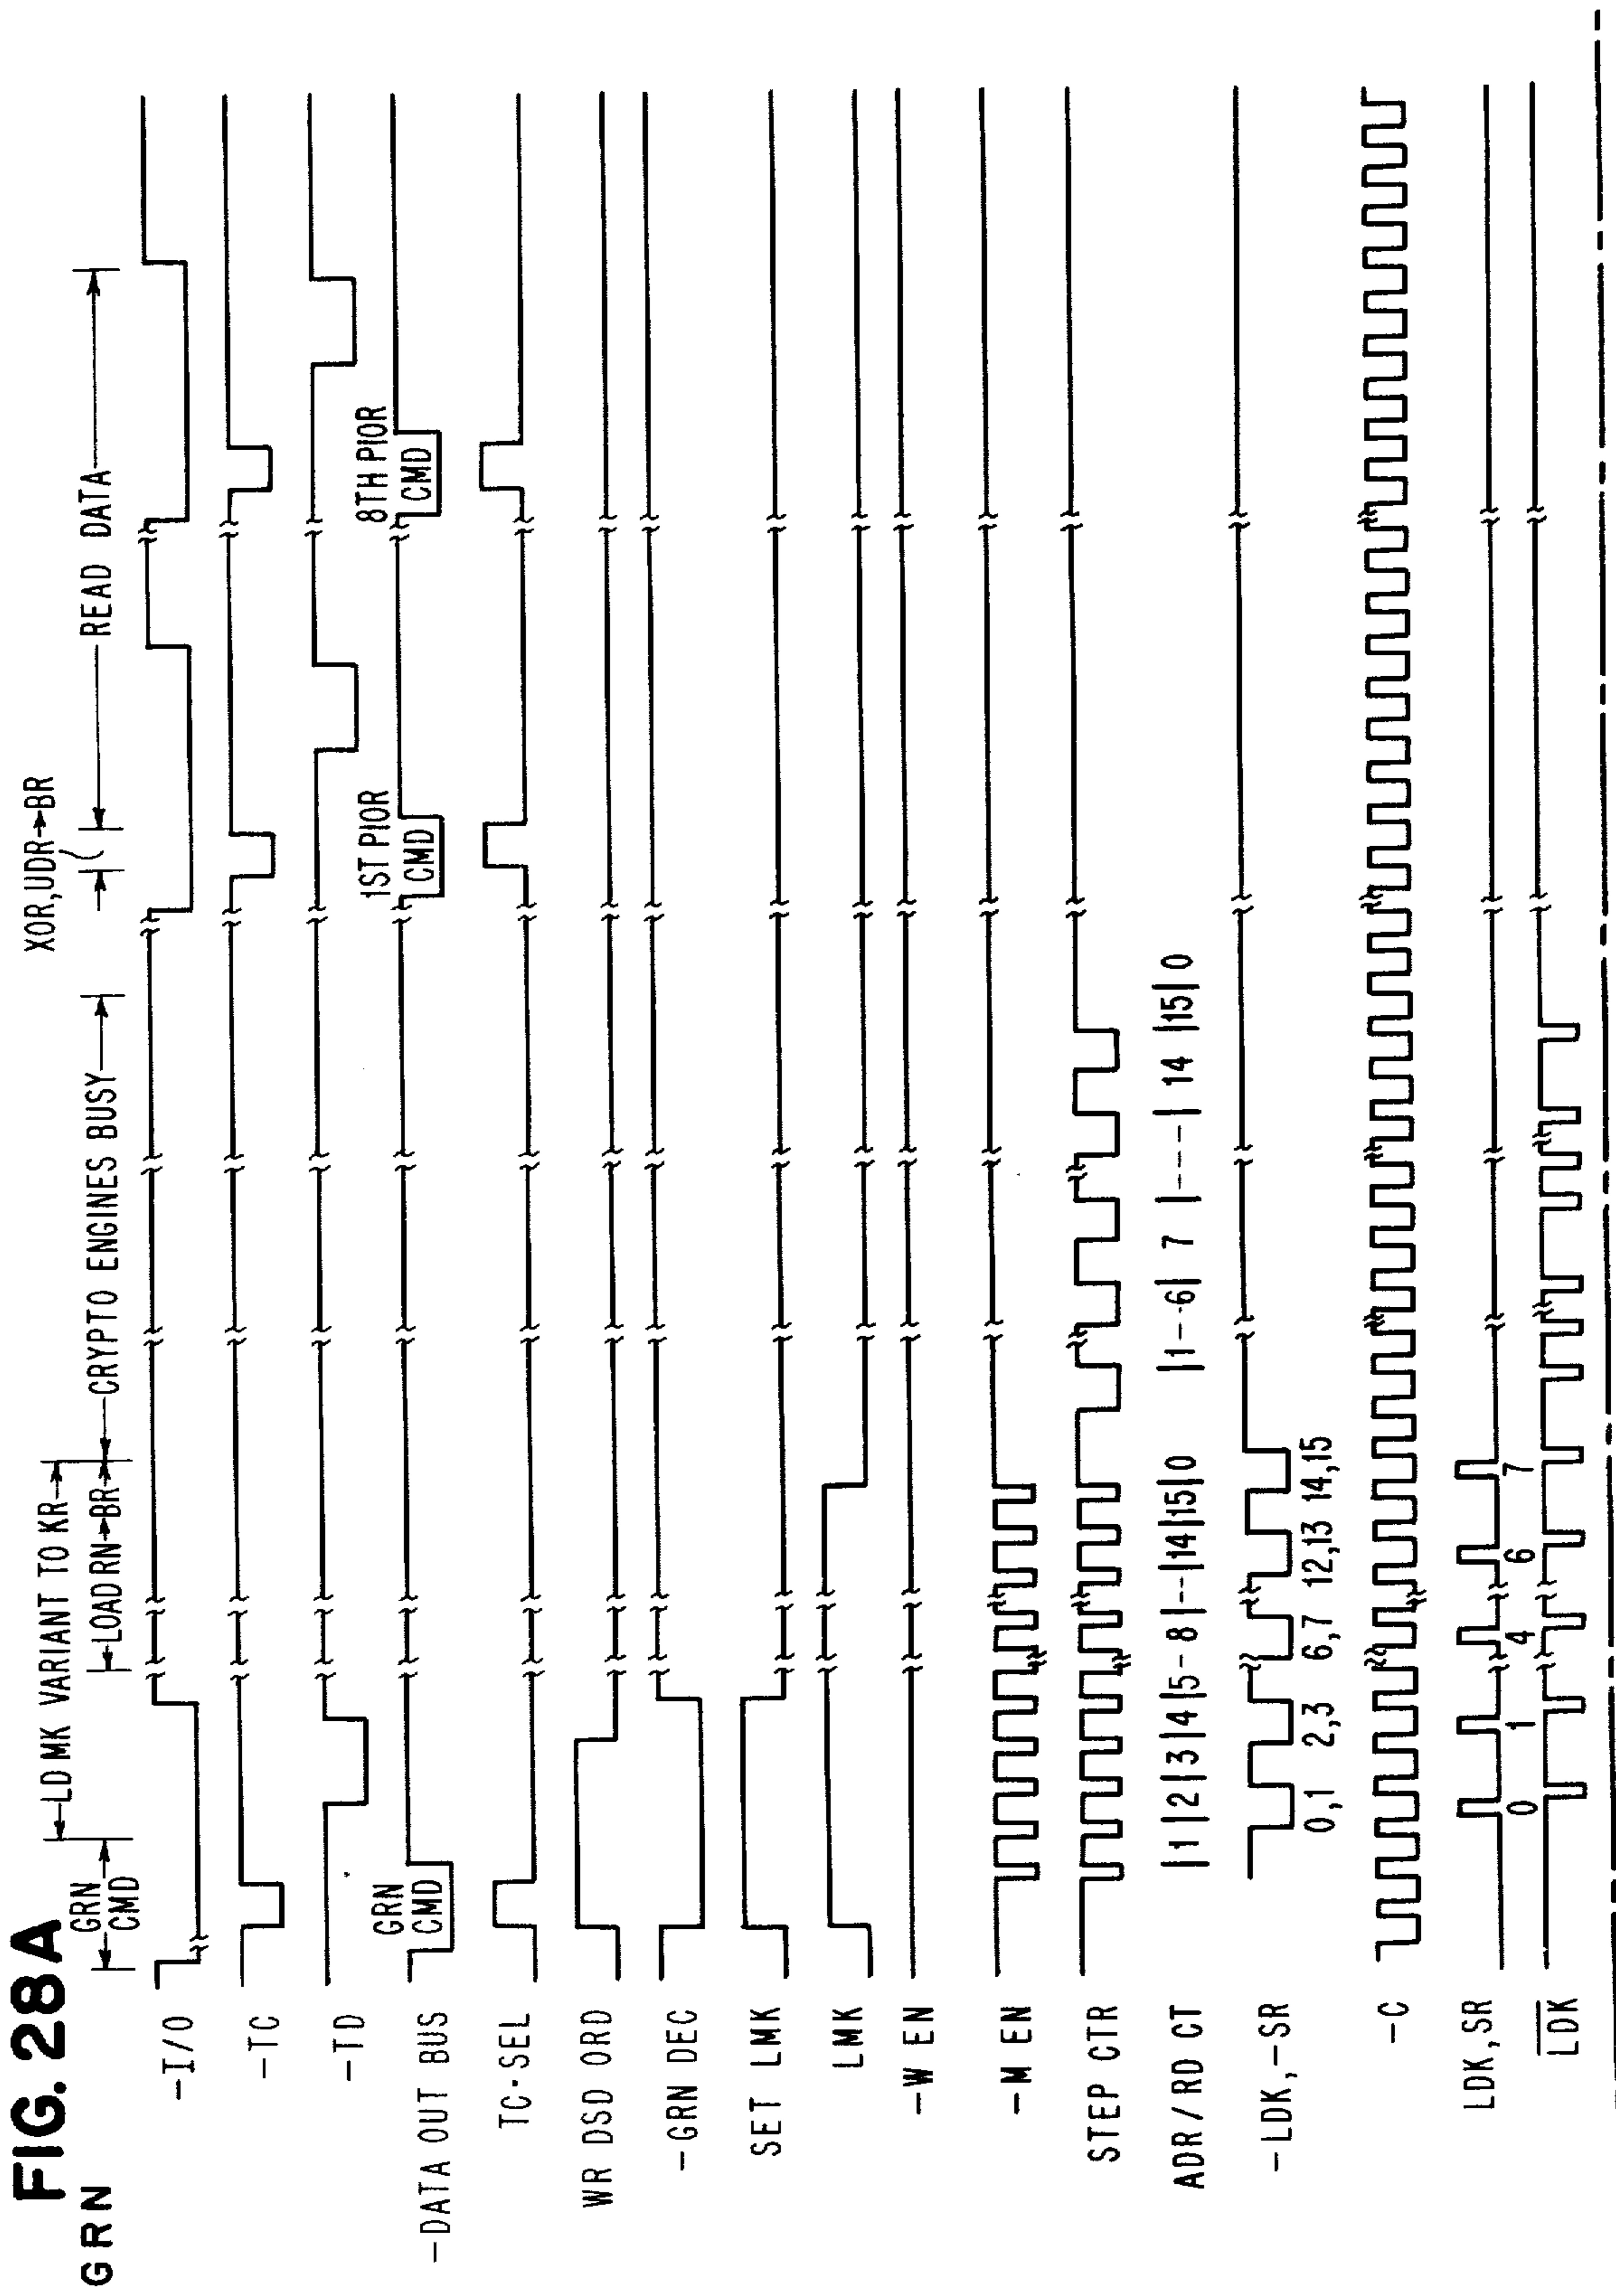 FIG. 28A
GRN
XOR, UDR→BR
LD MK VARIANT TO KR
GRN
CMD
LOAD RN→BR
CRYPTO ENGINES BUSY
READ DATA
-I/O
-TC
-TD
GRN
CMD
1ST PIOR
CMD
8TH PIOR
CMD
-DATA OUT BUS
TC·SEL
WR DSD ORD
-GRN DEC
SET LMK
LMK
-W EN
-M EN
STEP CTR
ADR/RD CT
|1|2|3|4|5-8|--|14|15|0 |1--6|7|----|14|15|0
-LDK,-SR
0,1 2,3 6,7 12,13 14,15
-C
LDK,SR
0 1 4 6 7
L̅D̅K̅